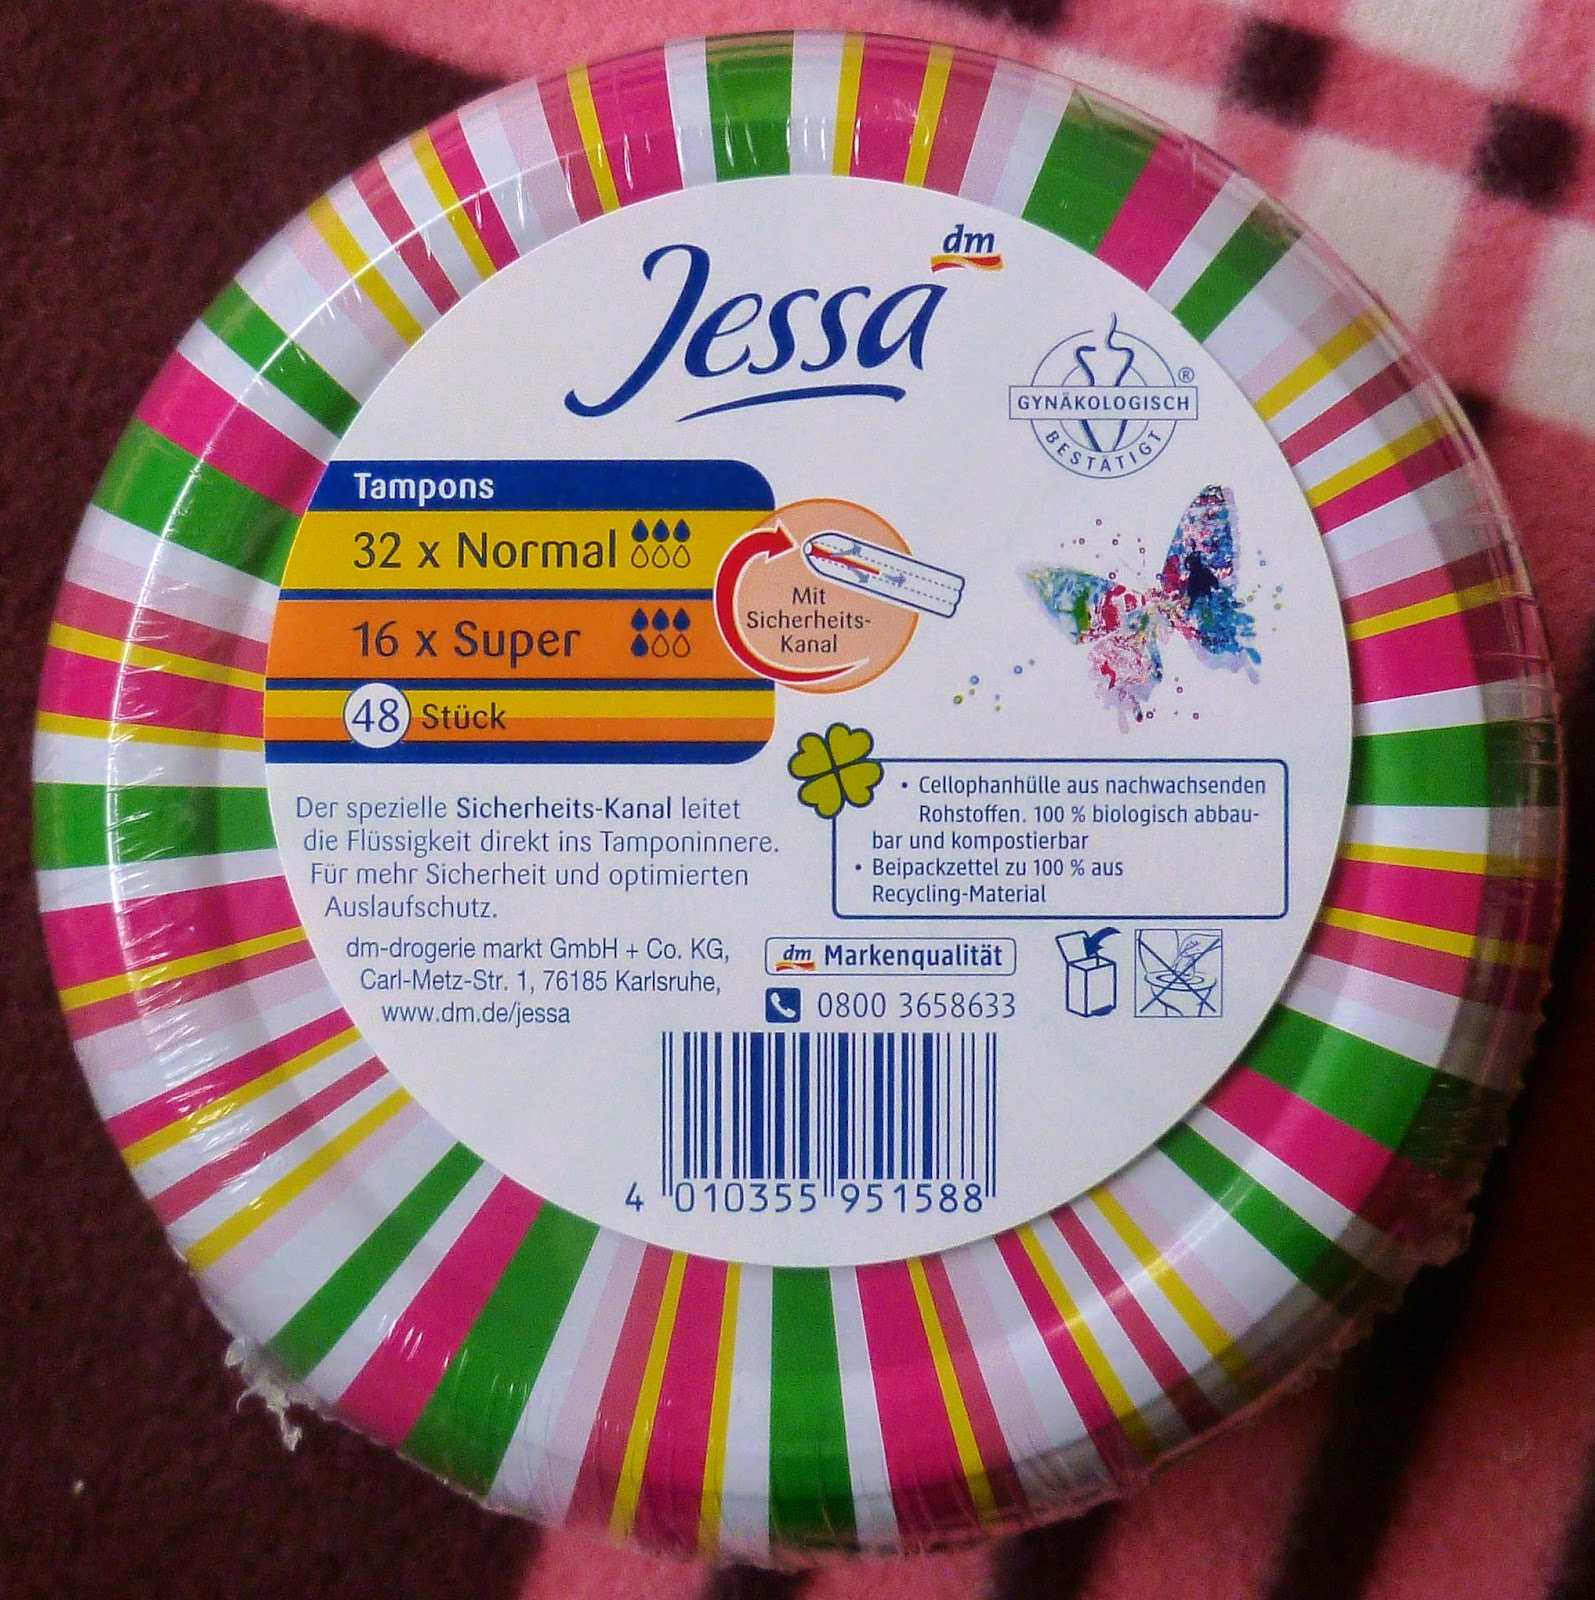 dm
Jessa
GYNÄKOLOGISCH ®
BESTÄTIGT
Tampons
32 x Normal
16 x Super
48 Stück
Mit
Sicherheits-
Kanal
Der spezielle Sicherheits-Kanal leitet
die Flüssigkeit direkt ins Tamponinnere.
Für mehr Sicherheit und optimierten
Auslaufschutz.
• Cellophanhülle aus nachwachsenden
Rohstoffen. 100 % biologisch abbau-
bar und kompostierbar
• Beipackzettel zu 100 % aus
Recycling-Material
dm-drogerie markt GmbH + Co. KG,
Carl-Metz-Str. 1, 76185 Karlsruhe,
www.dm.de/jessa
dm Markenqualität
0800 3658633
4 010355 951588